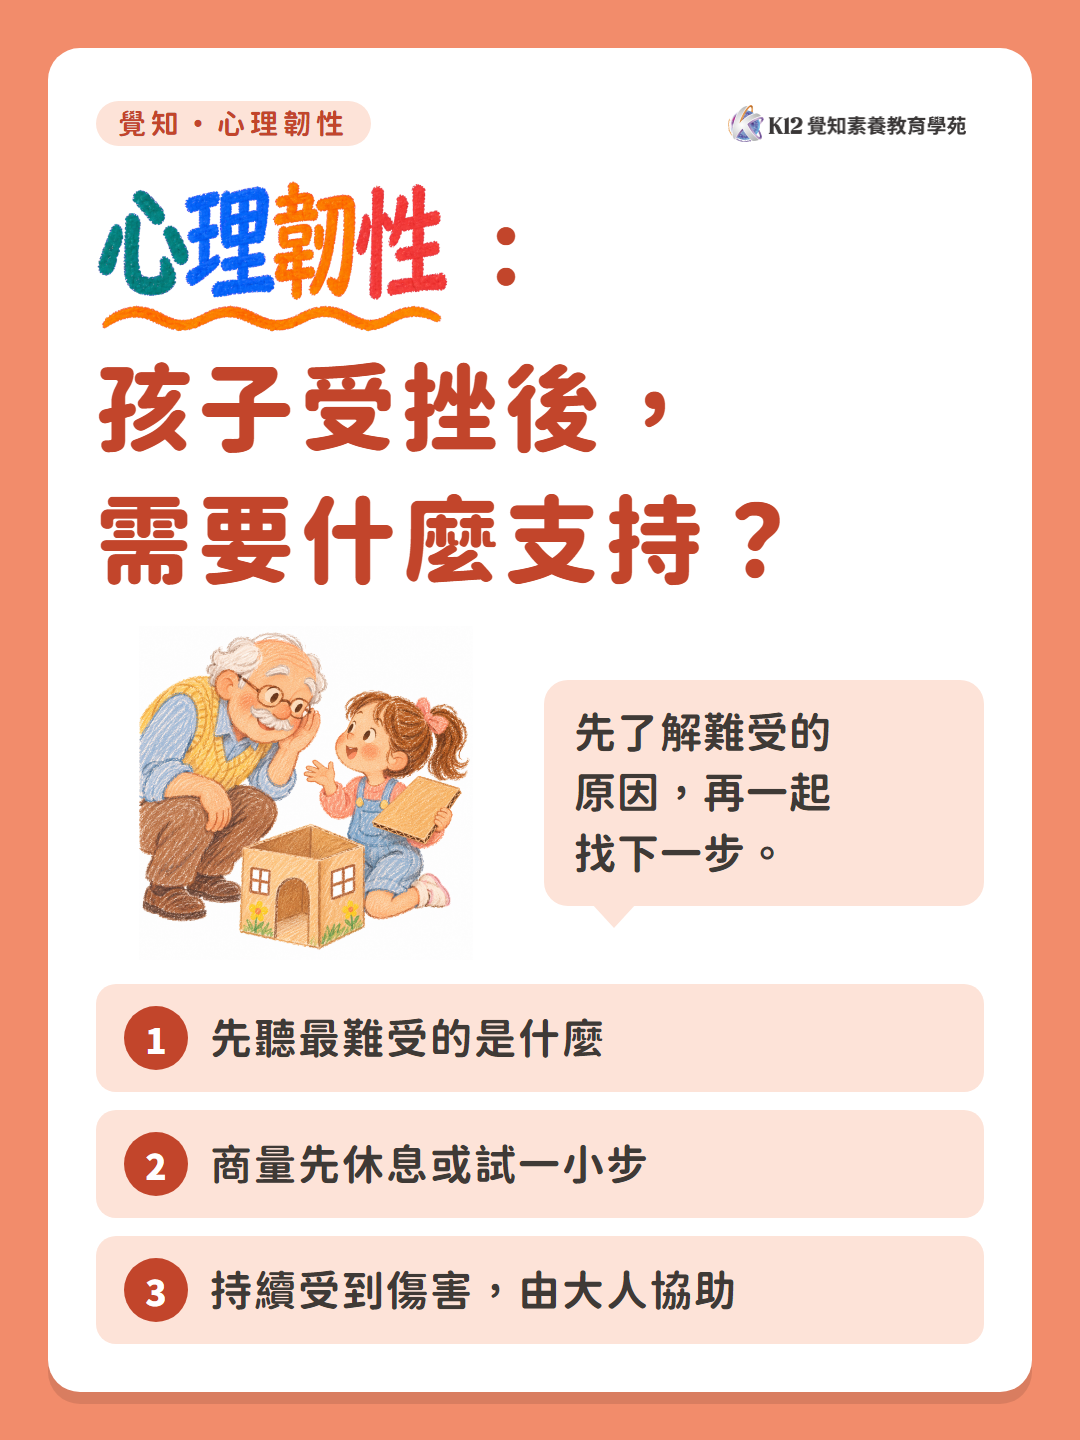 覺知・心理韌性
K12 覺知素養教育學苑
心理韌性：
孩子受挫後，
需要什麼支持？
先了解難受的
原因，再一起
找下一步。
1 先聽最難受的是什麼
2 商量先休息或試一小步
3 持續受到傷害，由大人協助